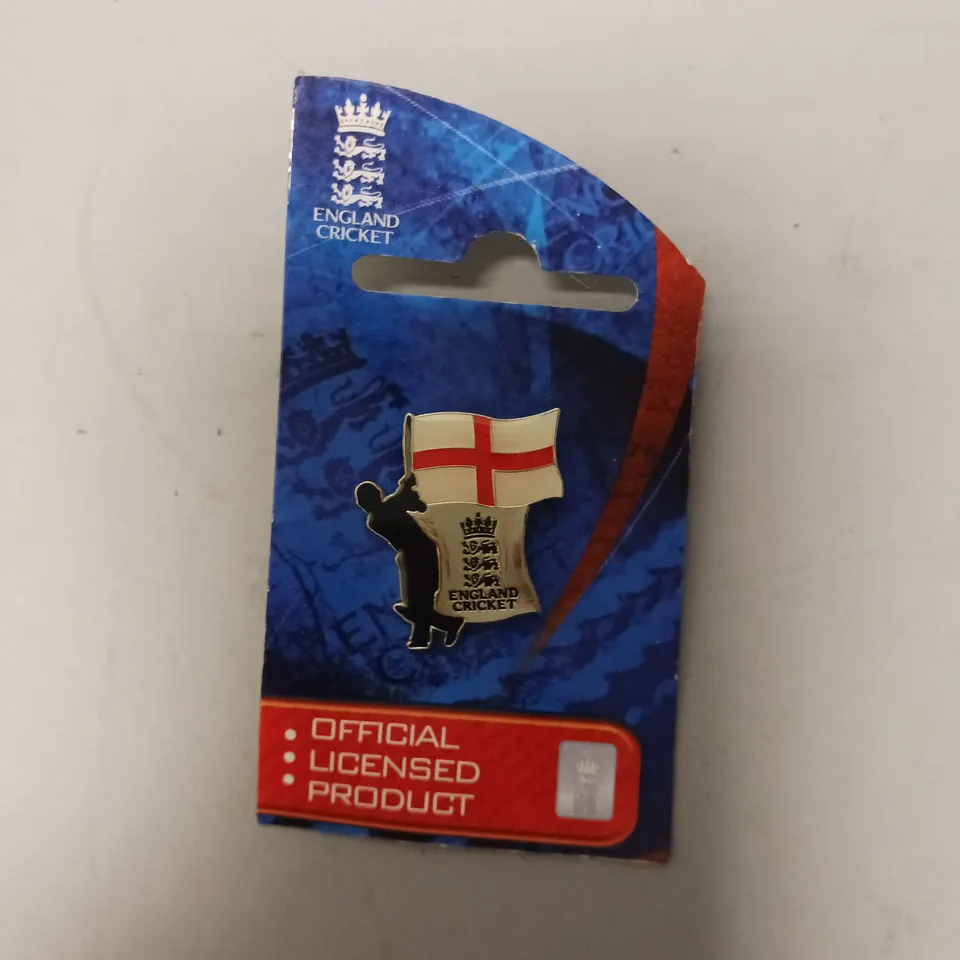 ENGLAND
CRICKET
ENGLAND
CRICKET
OFFICIAL
LICENSED
PRODUCT